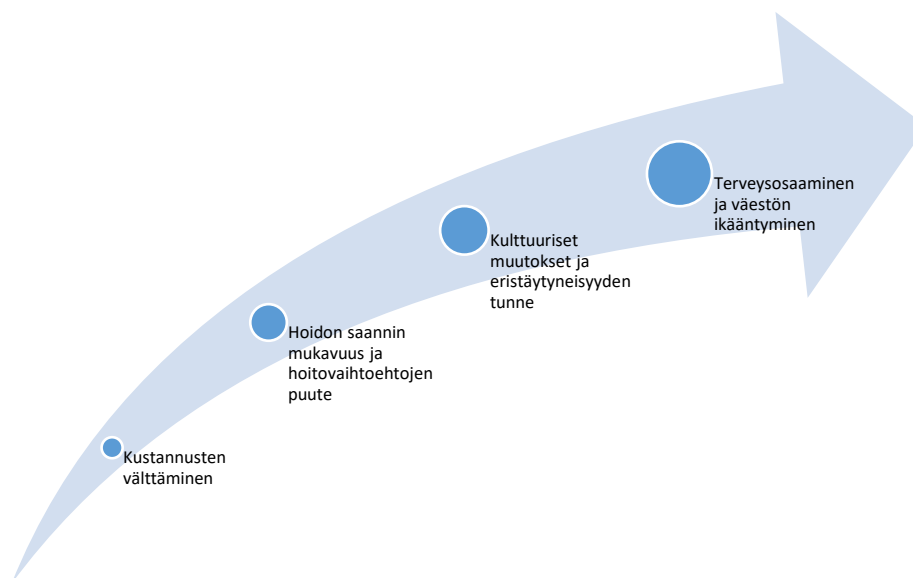 Terveysosaaminen
ja väestön
ikääntyminen
Kulttuuriset
muutokset ja
eristäytyneisyyden
tunne
Hoidon saannin
mukavuus ja
hoitovaihtoehtojen
puute
Kustannusten
välttäminen